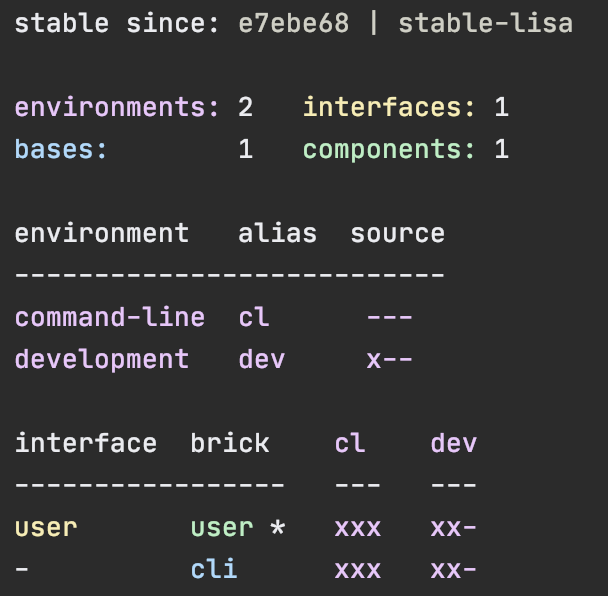 stable since: e7ebe68 | stable-lisa
environments: 2   interfaces: 1
bases:        1   components: 1
environment   alias  source
---------------------------
command-line  cl      ---
development   dev     x--
interface  brick    cl    dev
-----------------   ---   ---
user       user *   xxx   xx-
-          cli      xxx   xx-